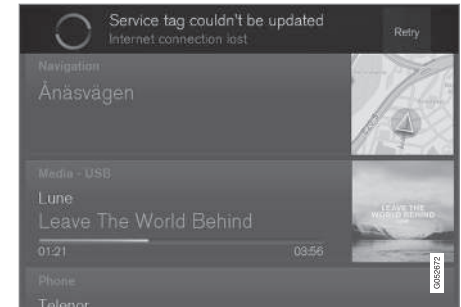 Service tag couldn't be updated
Internet connection lost
Retry
Navigation
Ånäsvägen
Media - USB
Lune
Leave The World Behind
01:21
03:56
LEAVE THE
WORLD BEHIND
Phone
Telenor
G052672